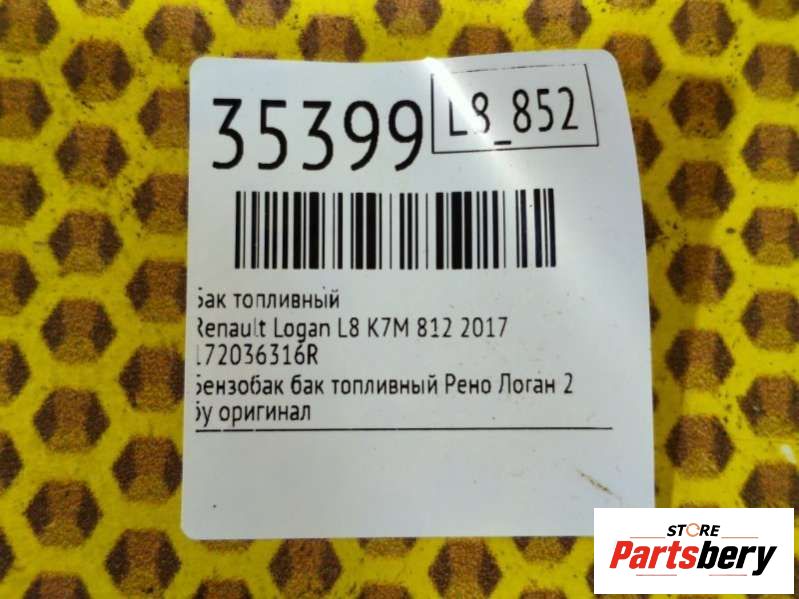 35399
L8_852
Бак топливный
Renault Logan L8 K7M 812 2017
172036316R
Бензобак бак топливный Рено Логан 2
бу оригинал
STORE
Partsbery